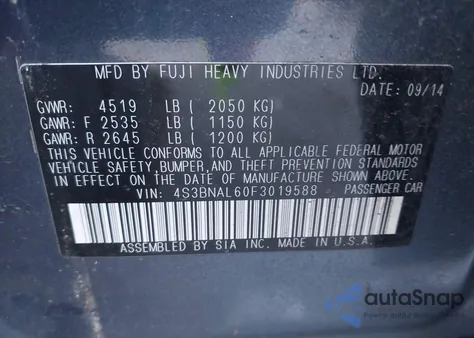 MFD BY FUJI HEAVY INDUSTRIES LTD.
DATE: 09/14
GVWR: 4519 LB ( 2050 KG)
GAWR: F 2535 LB ( 1150 KG)
GAWR: R 2645 LB ( 1200 KG)
THIS VEHICLE CONFORMS TO ALL APPLICABLE FEDERAL MOTOR
VEHICLE SAFETY, BUMPER, AND THEFT PREVENTION STANDARDS
IN EFFECT ON THE DATE OF MANUFACTURE SHOWN ABOVE.
VIN: 4S3BNAL60F3019588 PASSENGER CAR
ASSEMBLED BY SIA INC. MADE IN U.S.A.
autoSnap